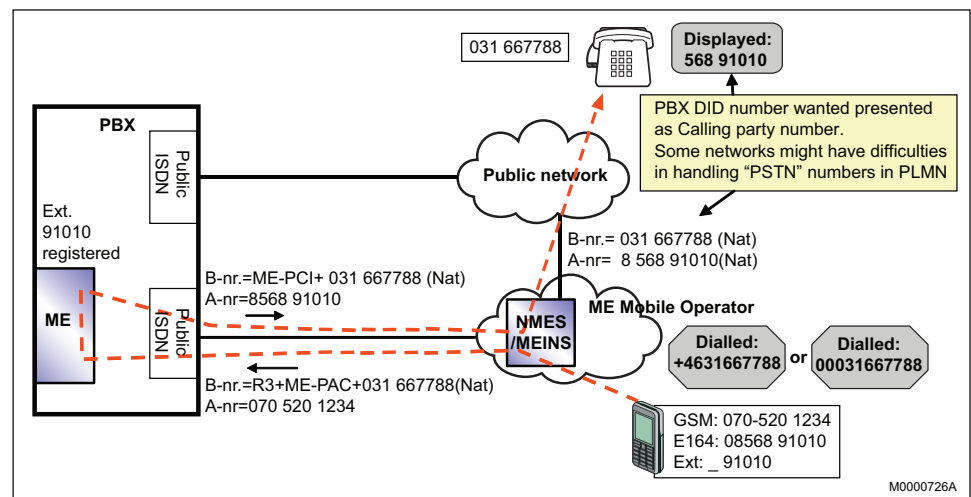 031 667788
Displayed:
568 91010
PBX DID number wanted presented
as Calling party number.
Some networks might have difficulties
in handling “PSTN” numbers in PLMN
PBX
Public
ISDN
Public network
Ext.
91010
registered
B-nr.= 031 667788 (Nat)
A-nr= 8 568 91010(Nat)
B-nr.=ME-PCI+ 031 667788 (Nat)
A-nr=8568 91010
ME
Public
ISDN
NMES
/MEINS
ME Mobile Operator
Dialled:
+4631667788
or
Dialled:
00031667788
B-nr.=R3+ME-PAC+031 667788(Nat)
A-nr=070 520 1234
GSM: 070-520 1234
E164: 08568 91010
Ext: _ 91010
M0000726A